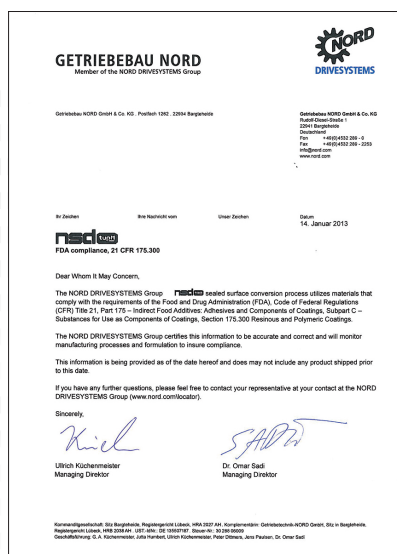 GETRIEBEBAU NORD
Member of the NORD DRIVESYSTEMS Group
NORD
DRIVESYSTEMS
Getriebebau NORD GmbH & Co. KG . Postfach 1262 . 22934 Bargteheide
Getriebebau NORD GmbH & Co. KG
Rudolf-Diesel-Straße 1
22941 Bargteheide
Deutschland
Fon +49(0)4532 289 - 0
Fax +49(0)4532 289 - 2253
info@nord.com
www.nord.com
Ihr Zeichen Ihre Nachricht vom Unser Zeichen Datum
14. Januar 2013
nsd tupH
FDA compliance, 21 CFR 175.300
Dear Whom It May Concern,
The NORD DRIVESYSTEMS Group nsd tupH sealed surface conversion process utilizes materials that
comply with the requirements of the Food and Drug Administration (FDA), Code of Federal Regulations
(CFR) Title 21, Part 175 – Indirect Food Additives: Adhesives and Components of Coatings, Subpart C –
Substances for Use as Components of Coatings, Section 175.300 Resinous and Polymeric Coatings.
The NORD DRIVESYSTEMS Group certifies this information to be accurate and correct and will monitor
manufacturing processes and formulation to insure compliance.
This information is being provided as of the date hereof and does may not include any product shipped prior
to this date.
If you have any further questions, please feel free to contact your representative at your contact at the NORD
DRIVESYSTEMS Group (www.nord.com\locator).
Sincerely,
Ullrich Küchenmeister Dr. Omar Sadi
Managing Direktor Managing Direktor
Kommanditgesellschaft: Sitz Bargteheide, Registergericht Lübeck, HRA 2027 AH . Komplementärin: Getriebetechnik-NORD GmbH, Sitz in Bargteheide,
Registergericht Lübeck, HRB 2038 AH . UST.-IdNr.: DE 135507187 . Steuer-Nr.: 30 298 06009
Geschäftsführung: G. A. Küchenmeister, Jutta Humbert, Ullrich Küchenmeister, Peter Dittmers, Jens Paulsen, Dr. Omar Sadi